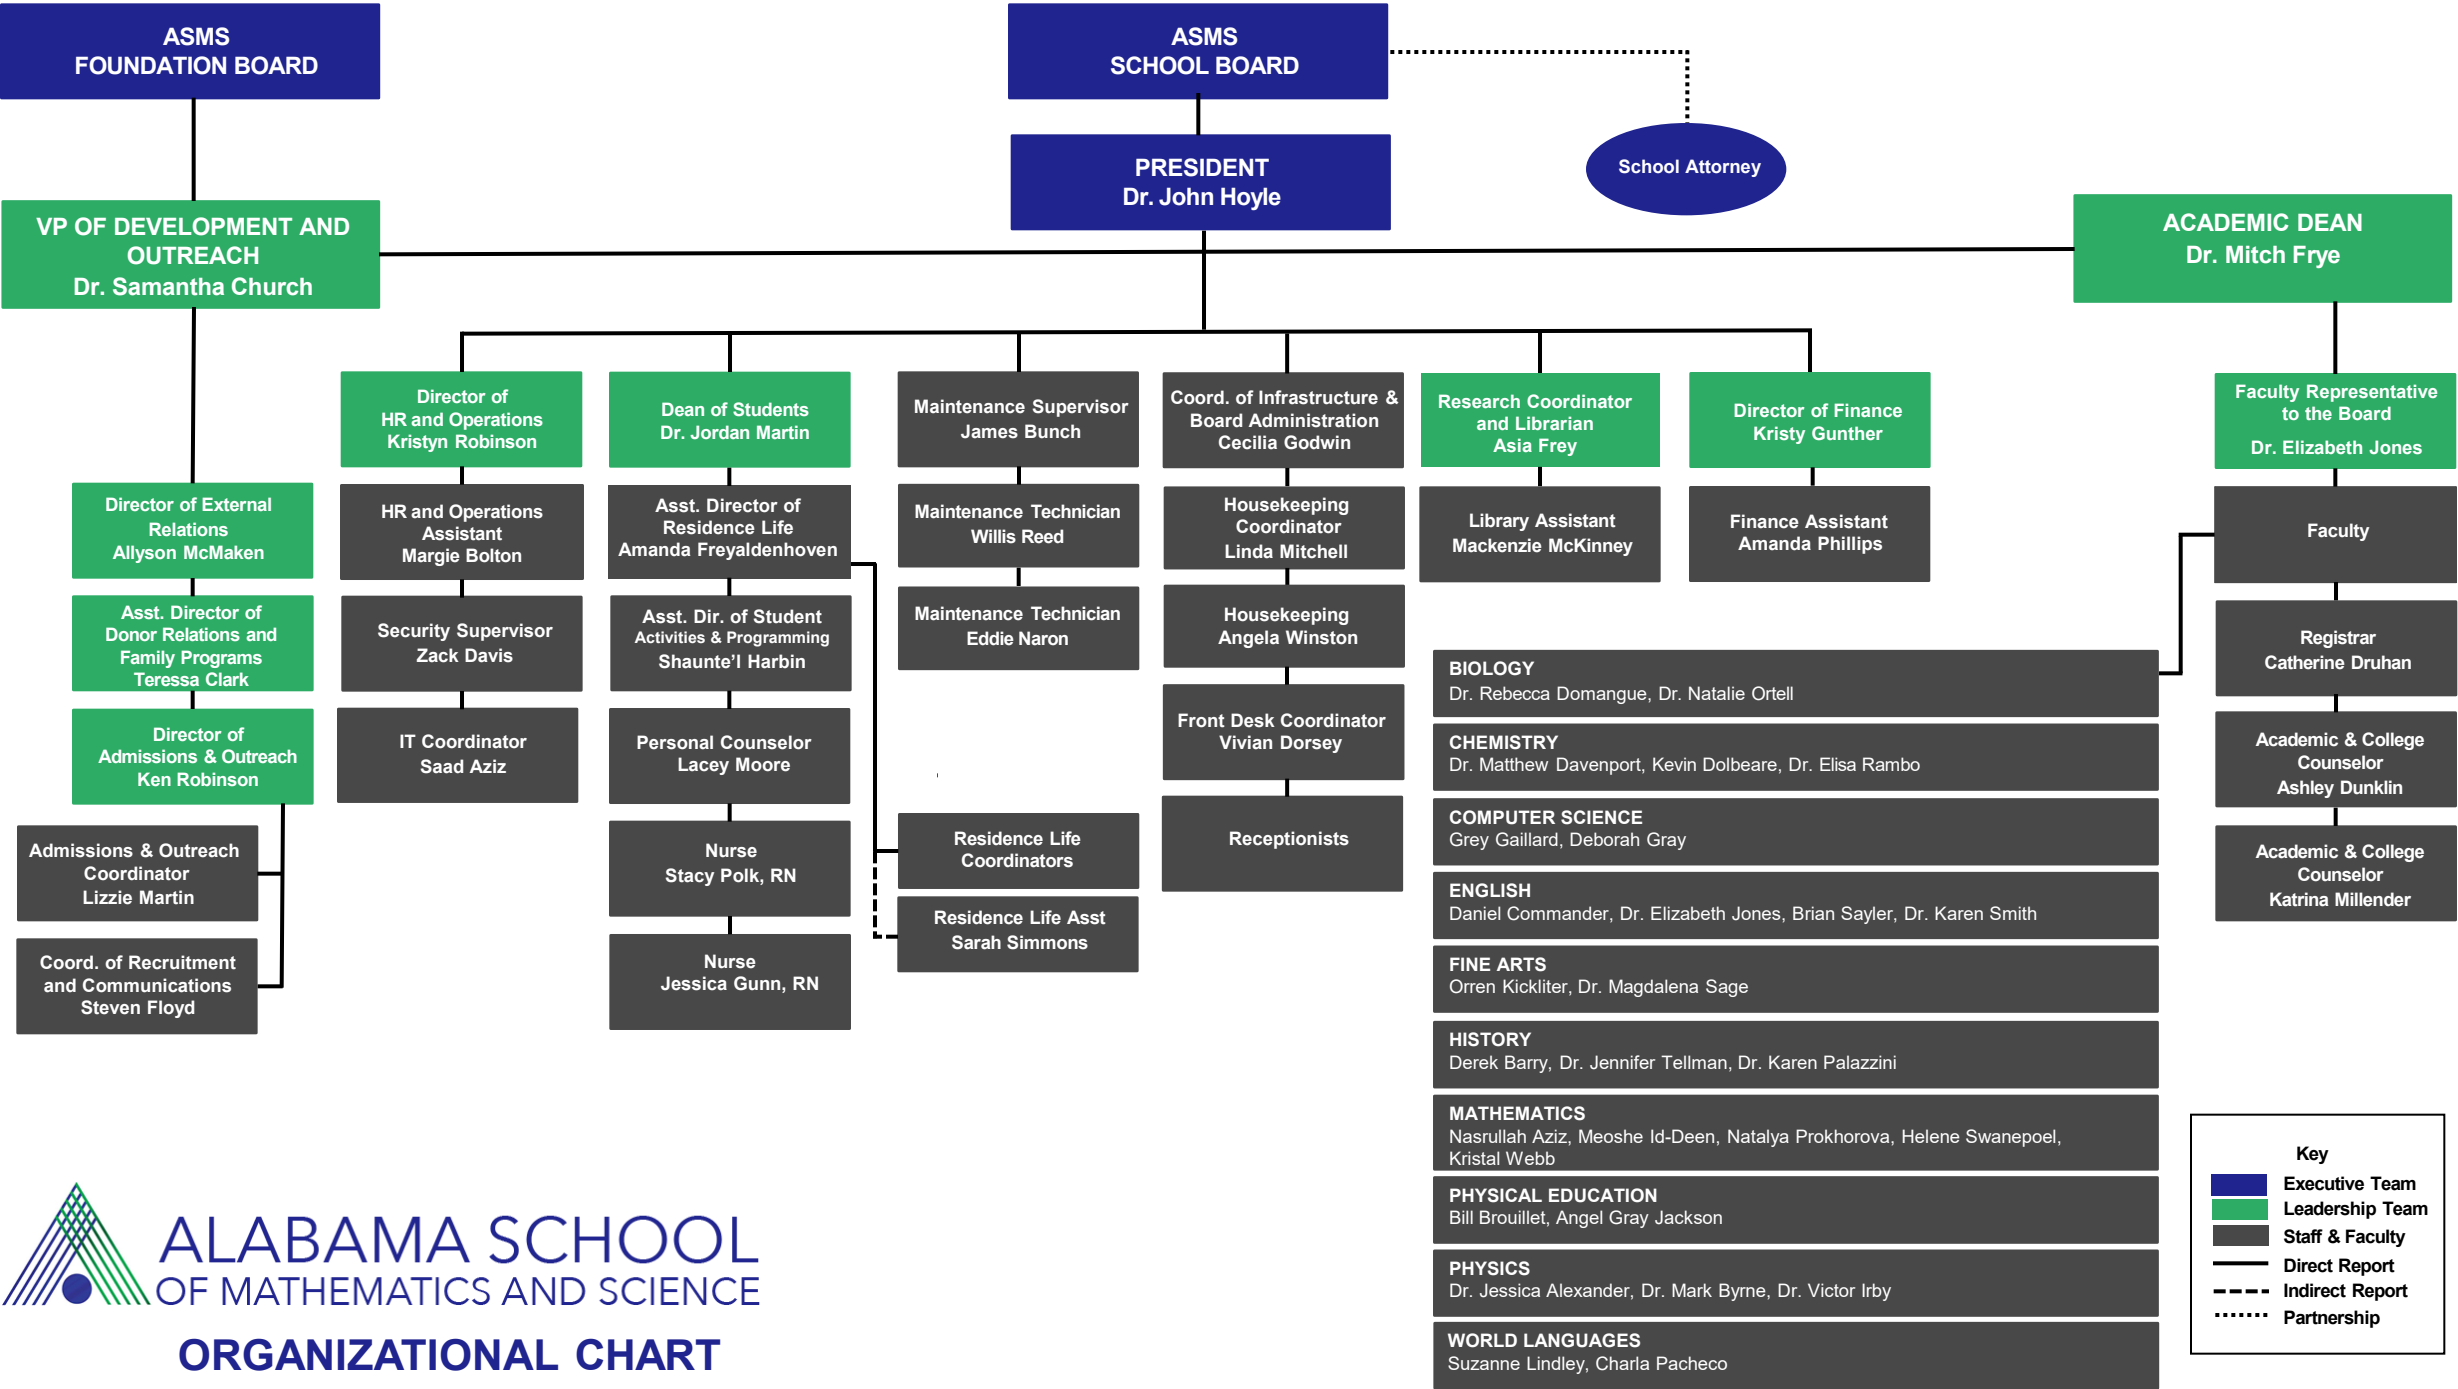 ASMS
FOUNDATION BOARD
ASMS
SCHOOL BOARD
PRESIDENT
Dr. John Hoyle
School Attorney
VP OF DEVELOPMENT AND
OUTREACH
Dr. Samantha Church
ACADEMIC DEAN
Dr. Mitch Frye
Director of External
Relations
Allyson McMaken
Asst. Director of
Donor Relations and
Family Programs
Teressa Clark
Director of
Admissions & Outreach
Ken Robinson
Admissions & Outreach
Coordinator
Lizzie Martin
Coord. of Recruitment
and Communications
Steven Floyd
Director of
HR and Operations
Kristyn Robinson
HR and Operations
Assistant
Margie Bolton
Security Supervisor
Zack Davis
IT Coordinator
Saad Aziz
Dean of Students
Dr. Jordan Martin
Asst. Director of
Residence Life
Amanda Freyaldenhoven
Asst. Dir. of Student
Activities & Programming
Shaunte’l Harbin
Personal Counselor
Lacey Moore
Nurse
Stacy Polk, RN
Nurse
Jessica Gunn, RN
Maintenance Supervisor
James Bunch
Maintenance Technician
Willis Reed
Maintenance Technician
Eddie Naron
Residence Life
Coordinators
Residence Life Asst
Sarah Simmons
Coord. of Infrastructure &
Board Administration
Cecilia Godwin
Housekeeping
Coordinator
Linda Mitchell
Housekeeping
Angela Winston
Front Desk Coordinator
Vivian Dorsey
Receptionists
Research Coordinator
and Librarian
Asia Frey
Library Assistant
Mackenzie McKinney
Director of Finance
Kristy Gunther
Finance Assistant
Amanda Phillips
Faculty Representative
to the Board
Dr. Elizabeth Jones
Faculty
Registrar
Catherine Druhan
Academic & College
Counselor
Ashley Dunklin
Academic & College
Counselor
Katrina Millender
BIOLOGY
Dr. Rebecca Domangue, Dr. Natalie Ortell
CHEMISTRY
Dr. Matthew Davenport, Kevin Dolbeare, Dr. Elisa Rambo
COMPUTER SCIENCE
Grey Gaillard, Deborah Gray
ENGLISH
Daniel Commander, Dr. Elizabeth Jones, Brian Sayler, Dr. Karen Smith
FINE ARTS
Orren Kickliter, Dr. Magdalena Sage
HISTORY
Derek Barry, Dr. Jennifer Tellman, Dr. Karen Palazzini
MATHEMATICS
Nasrullah Aziz, Meoshe Id-Deen, Natalya Prokhorova, Helene Swanepoel,
Kristal Webb
PHYSICAL EDUCATION
Bill Brouillet, Angel Gray Jackson
PHYSICS
Dr. Jessica Alexander, Dr. Mark Byrne, Dr. Victor Irby
WORLD LANGUAGES
Suzanne Lindley, Charla Pacheco
Key
Executive Team
Leadership Team
Staff & Faculty
Direct Report
Indirect Report
Partnership
ALABAMA SCHOOL
OF MATHEMATICS AND SCIENCE
ORGANIZATIONAL CHART